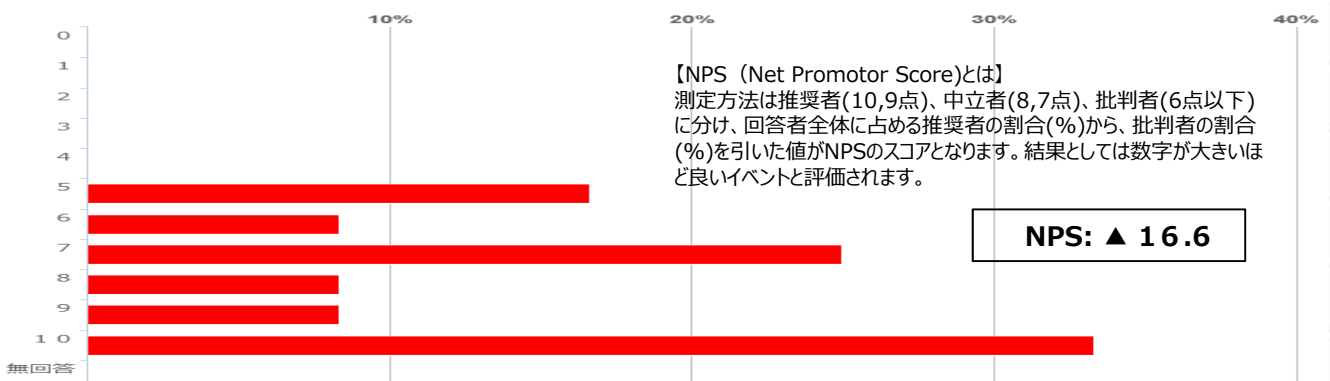 10% 20% 30% 40%
0
1
2
3
4
5
6
7
8
9
10
無回答
【NPS（Net Promotor Score)とは】
測定方法は推奨者(10,9点)、中立者(8,7点)、批判者(6点以下)
に分け、回答者全体に占める推奨者の割合(%)から、批判者の割合
(%)を引いた値がNPSのスコアとなります。結果としては数字が大きいほ
ど良いイベントと評価されます。
NPS: ▲ 16.6